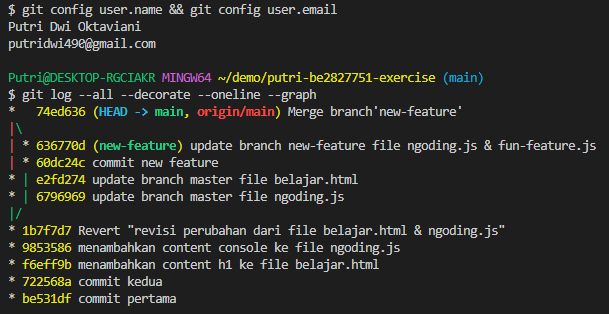 $ git config user.name && git config user.email
Putri Dwi Oktaviani
putridwi490@gmail.com
Putri@DESKTOP-RGCIAKR MINGW64 ~/demo/putri-be2827751-exercise (main)
$ git log --all --decorate --oneline --graph
*   74ed636 (HEAD -> main, origin/main) Merge branch'new-feature'
|\
| * 636770d (new-feature) update branch new-feature file ngoding.js & fun-feature.js
| * 60dc24c commit new feature
* | e2fd274 update branch master file belajar.html
* | 6796969 update branch master file ngoding.js
|/
* 1b7f7d7 Revert "revisi perubahan dari file belajar.html & ngoding.js"
* 9853586 menambahkan content console ke file ngoding.js
* f6eff9b menambahkan content h1 ke file belajar.html
* 722568a commit kedua
* be531df commit pertama